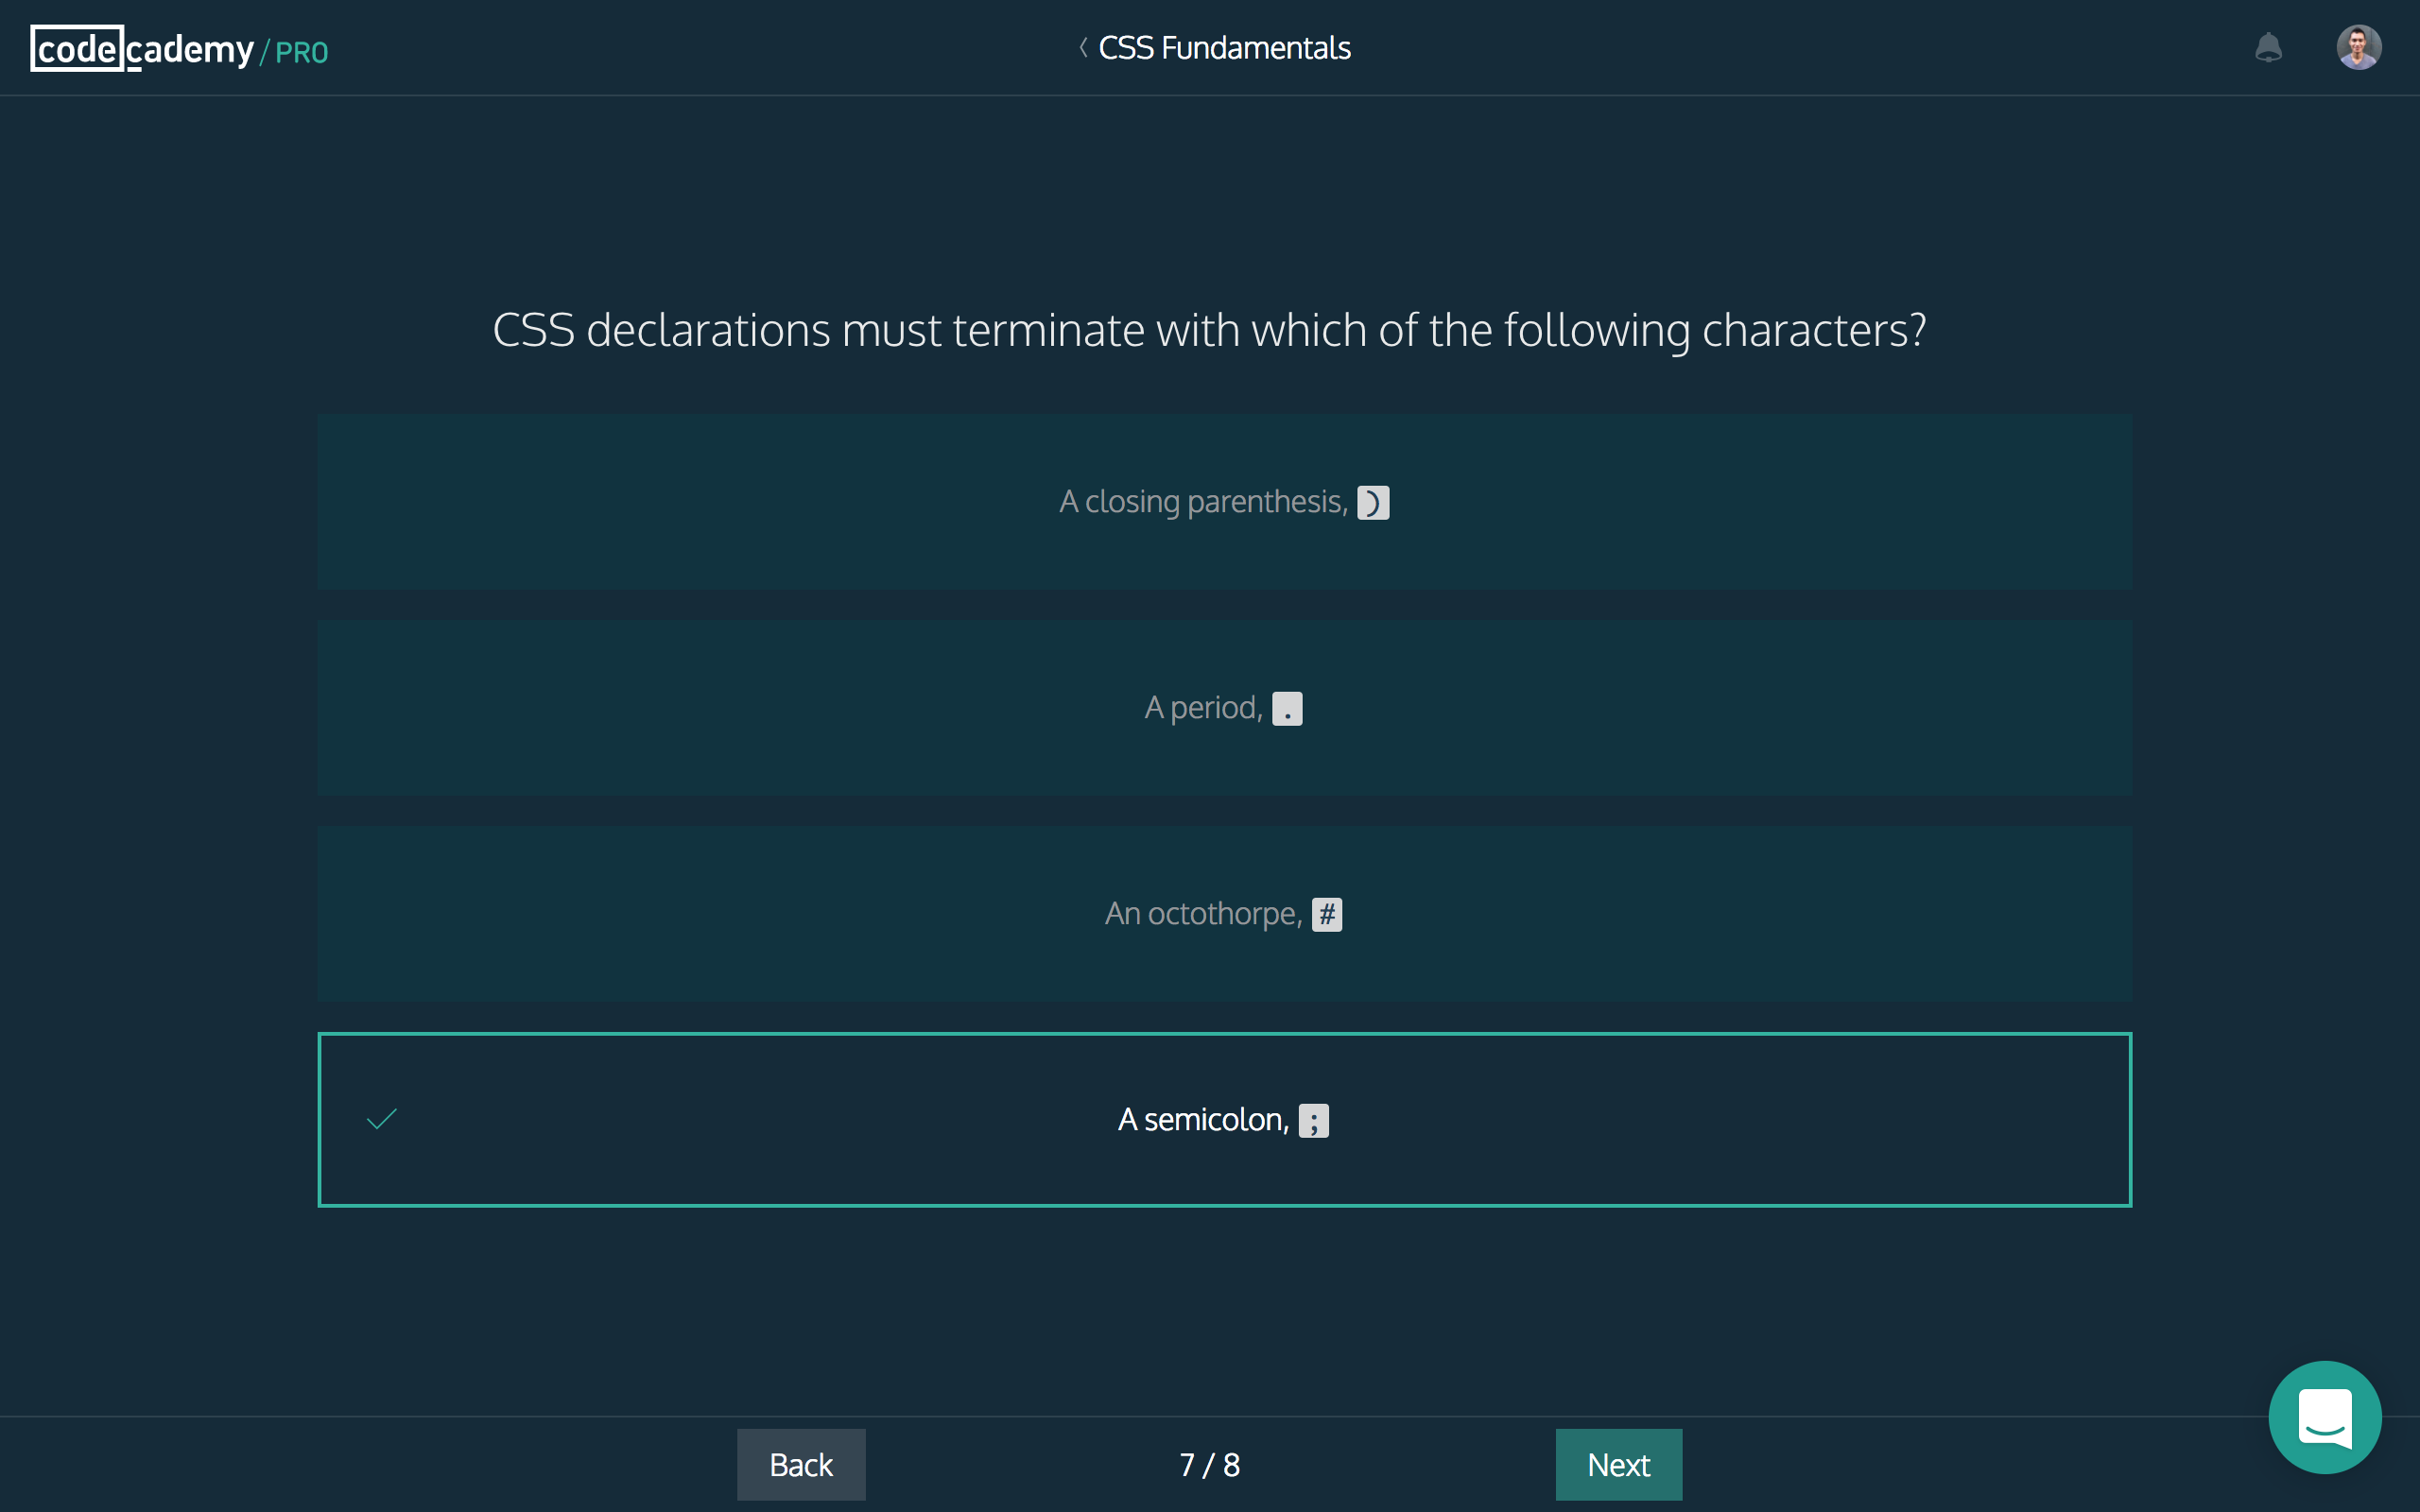 codecademy/PRO
CSS Fundamentals
CSS declarations must terminate with which of the following characters?
A closing parenthesis, )
A period, .
An octothorpe, #
A semicolon, ;
Back
7 / 8
Next